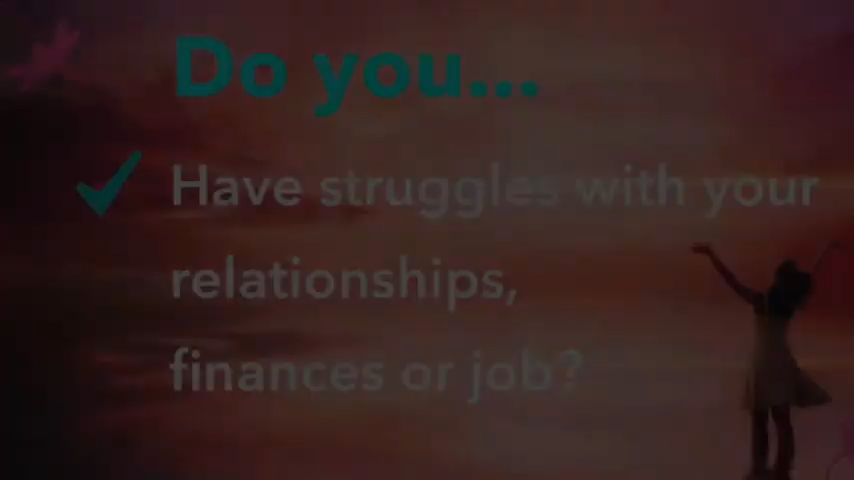 Do you...
Have struggles with your
relationships,
finances or job?